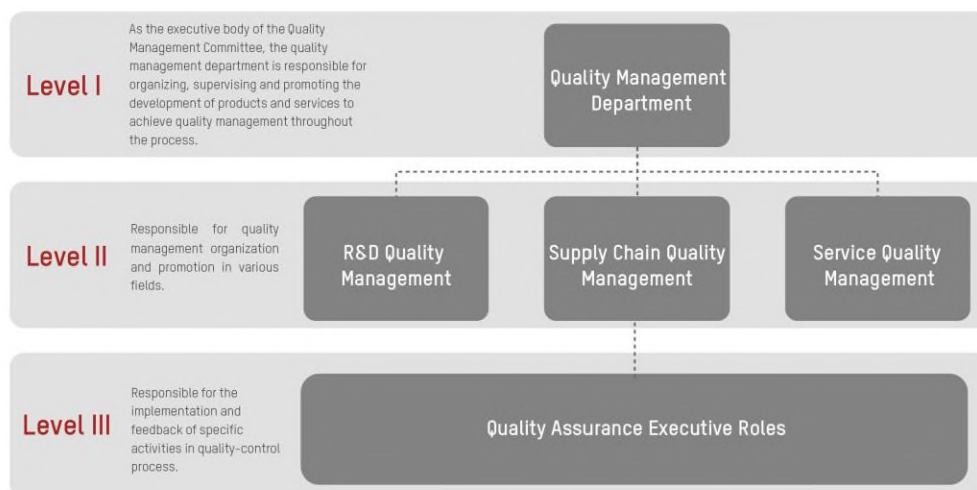 Level I
As the executive body of the Quality
Management Committee, the quality
management department is responsible for
organizing, supervising and promoting the
development of products and services to
achieve quality management throughout
the process.
Quality Management
Department
Level II
Responsible for quality
management organization
and promotion in various
fields.
R&D Quality
Management
Supply Chain Quality
Management
Service Quality
Management
Level III
Responsible for the
implementation and
feedback of specific
activities in quality-control
process.
Quality Assurance Executive Roles